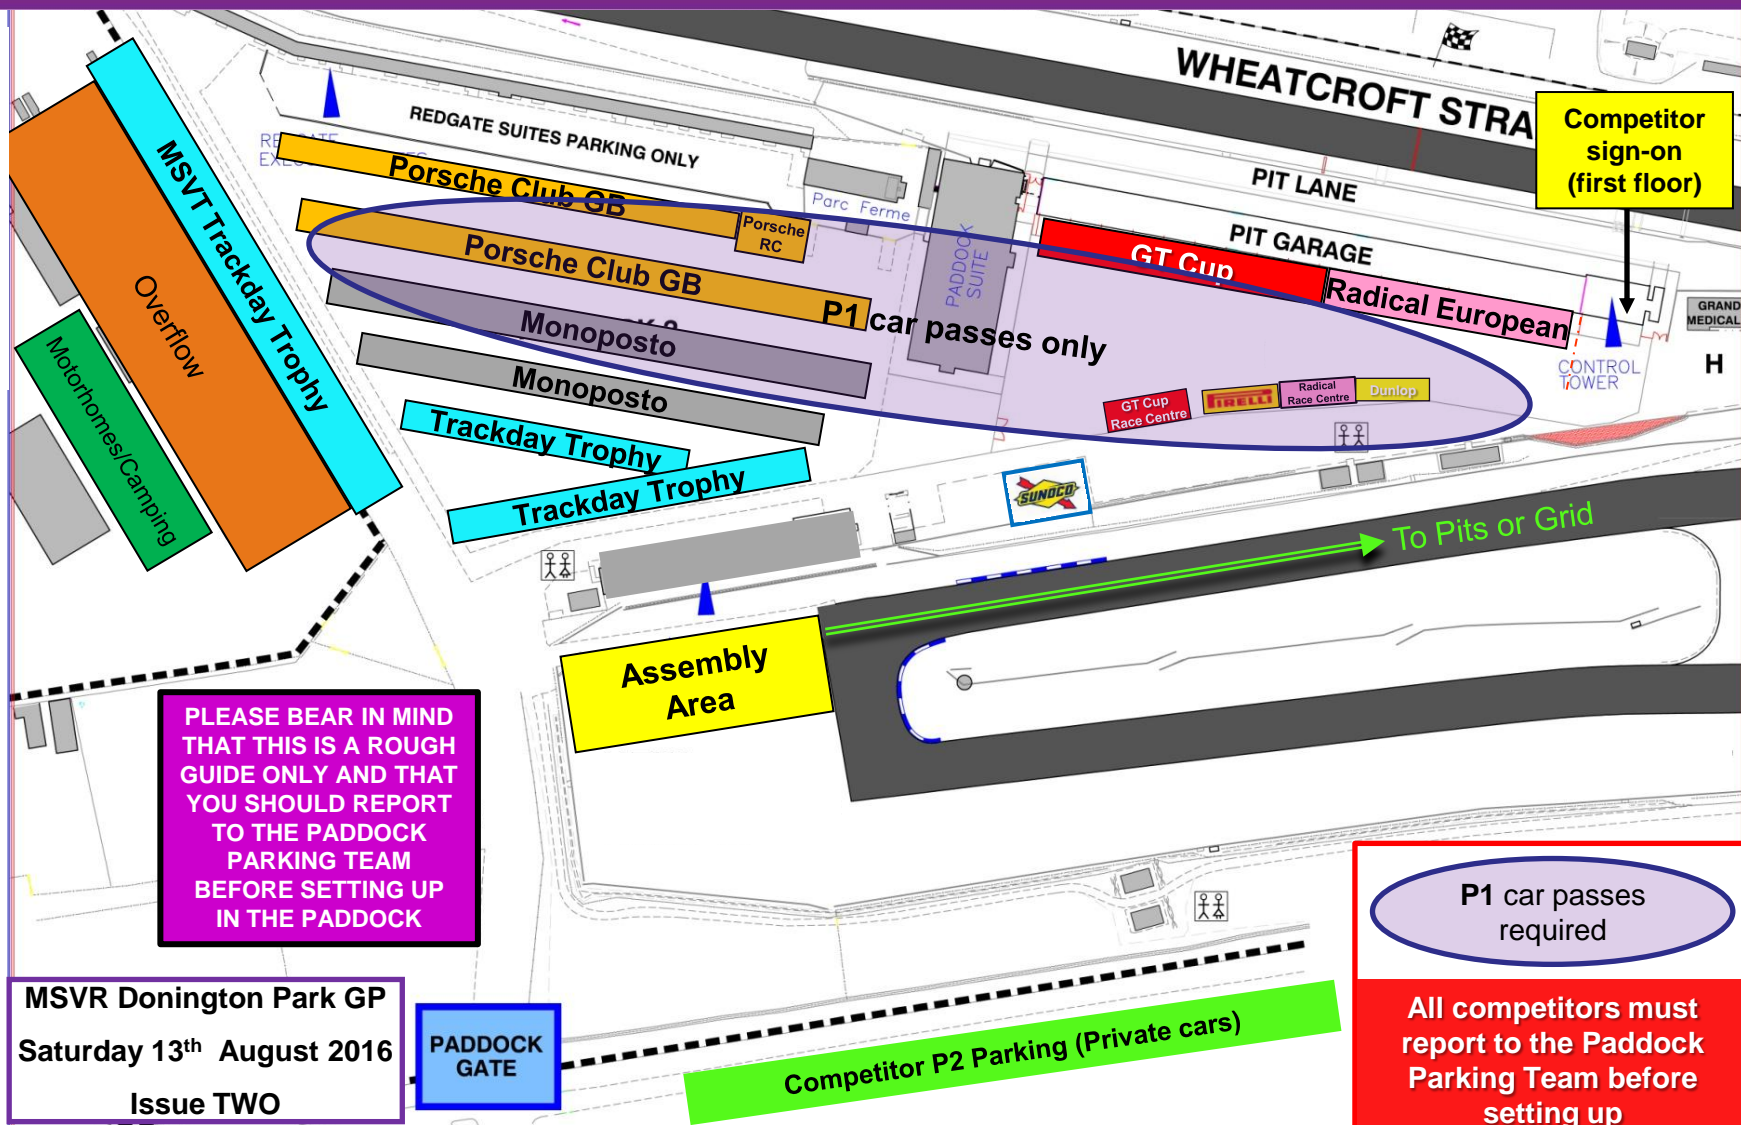 WHEATCROFT STRA
Competitor
sign-on
(first floor)
REDGATE SUITES PARKING ONLY
PIT LANE
PIT GARAGE
MSVT Trackday Trophy
Overflow
Motorhomes/Camping
Porsche Club GB
Porsche
RC
Parc Ferme
Porsche Club GB
PADDOCK
SUITE
GT Cup
Radical European
GRAND
MEDICAL
H
CONTROL
TOWER
P1 car passes only
Monoposto
Monoposto
GT Cup
Race Centre
PIRELLI
Radical
Race Centre
Dunlop
Trackday Trophy
Trackday Trophy
SUNOCO
To Pits or Grid
Assembly
Area
PLEASE BEAR IN MIND
THAT THIS IS A ROUGH
GUIDE ONLY AND THAT
YOU SHOULD REPORT
TO THE PADDOCK
PARKING TEAM
BEFORE SETTING UP
IN THE PADDOCK
P1 car passes
required
MSVR Donington Park GP
Saturday 13th August 2016
Issue TWO
PADDOCK
GATE
Competitor P2 Parking (Private cars)
All competitors must
report to the Paddock
Parking Team before
setting up